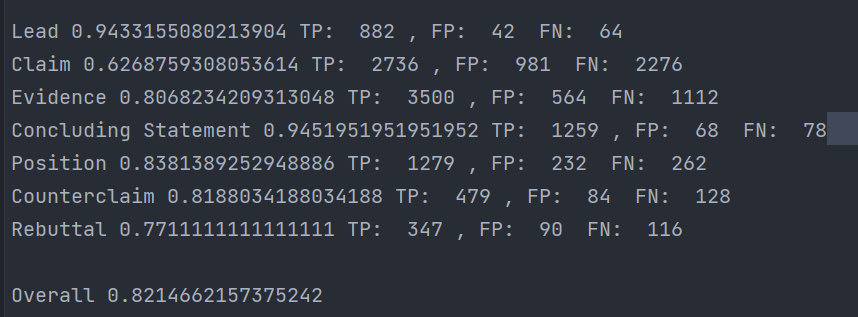 Lead 0.9433155080213904 TP:  882 , FP:  42  FN:  64
Claim 0.6268759308053614 TP:  2736 , FP:  981  FN:  2276
Evidence 0.8068234209313048 TP:  3500 , FP:  564  FN:  1112
Concluding Statement 0.9451951951951952 TP:  1259 , FP:  68  FN:  78
Position 0.8381389252948886 TP:  1279 , FP:  232  FN:  262
Counterclaim 0.8188034188034188 TP:  479 , FP:  84  FN:  128
Rebuttal 0.7711111111111111 TP:  347 , FP:  90  FN:  116
Overall 0.8214662157375242